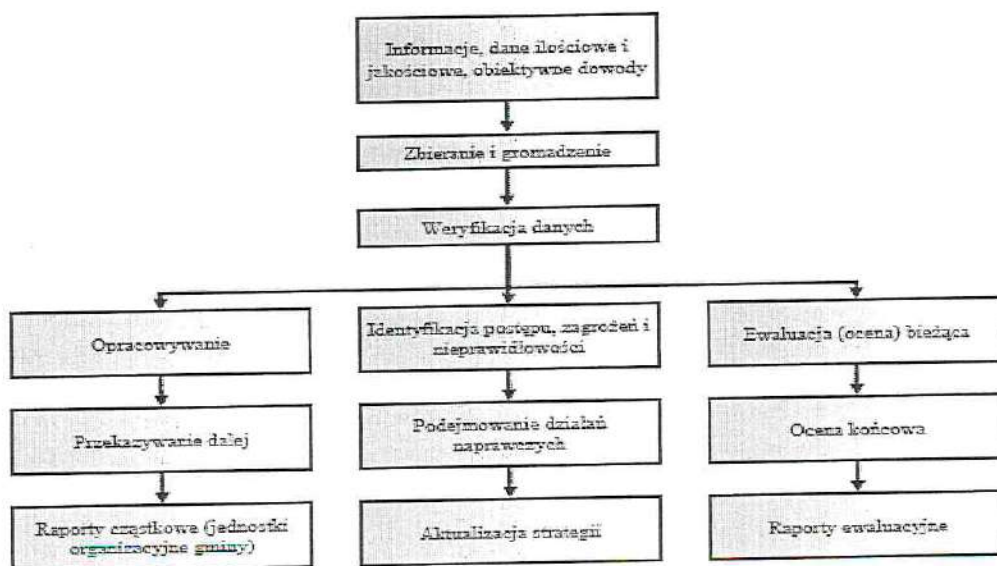 Informacje, dane ilościowe i
jakościowe, obiektywne dowody
Zbieranie i gromadzenie
Weryfikacja danych
Opracowywanie
Identyfikacja postępu, zagrożeń i
nieprawidłowości
Ewaluacja (ocena) bieżąca
Przekazywanie dalej
Podejmowanie działań
naprawczych
Ocena końcowa
Raporty cząstkowe (jednostki
organizacyjne gminy)
Aktualizacja strategii
Raporty ewaluacyjne